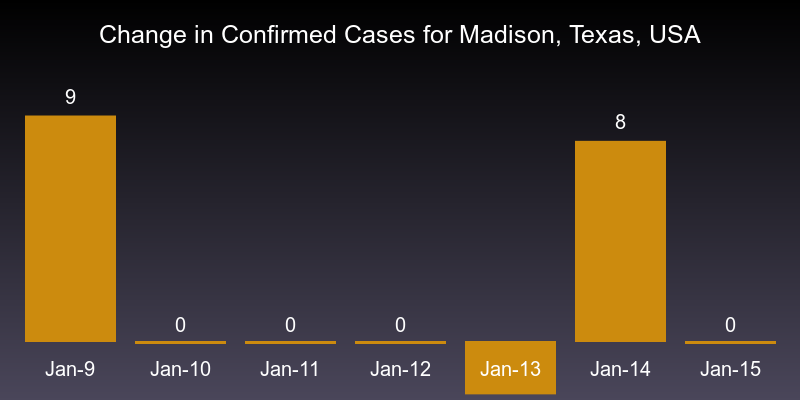 Change in Confirmed Cases for Madison, Texas, USA
9
8
0
0
0
0
Jan-9
Jan-10
Jan-11
Jan-12
Jan-13
Jan-14
Jan-15